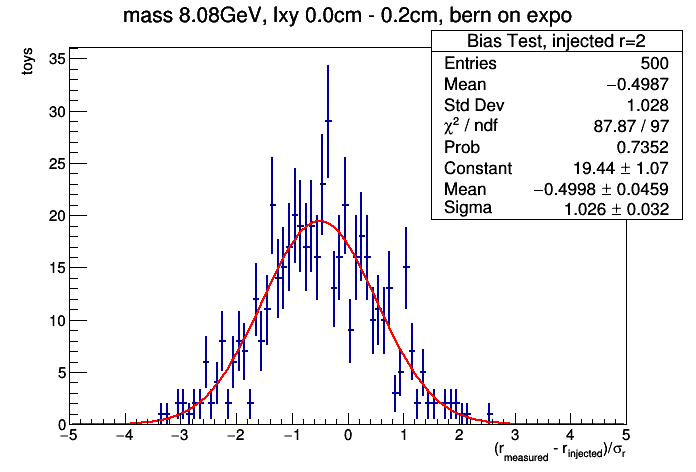 mass 8.08GeV, lxy 0.0cm - 0.2cm, bern on expo
Bias Test, injected r=2
Entries 500
Mean −0.4987
Std Dev 1.028
χ² / ndf 87.87 / 97
Prob 0.7352
Constant 19.44 ± 1.07
Mean −0.4998 ± 0.0459
Sigma 1.026 ± 0.032
toys
35
30
25
20
15
10
5
0
−5 −4 −3 −2 −1 0 1 2 3 4 5
(r_measured - r_injected)/σ_r